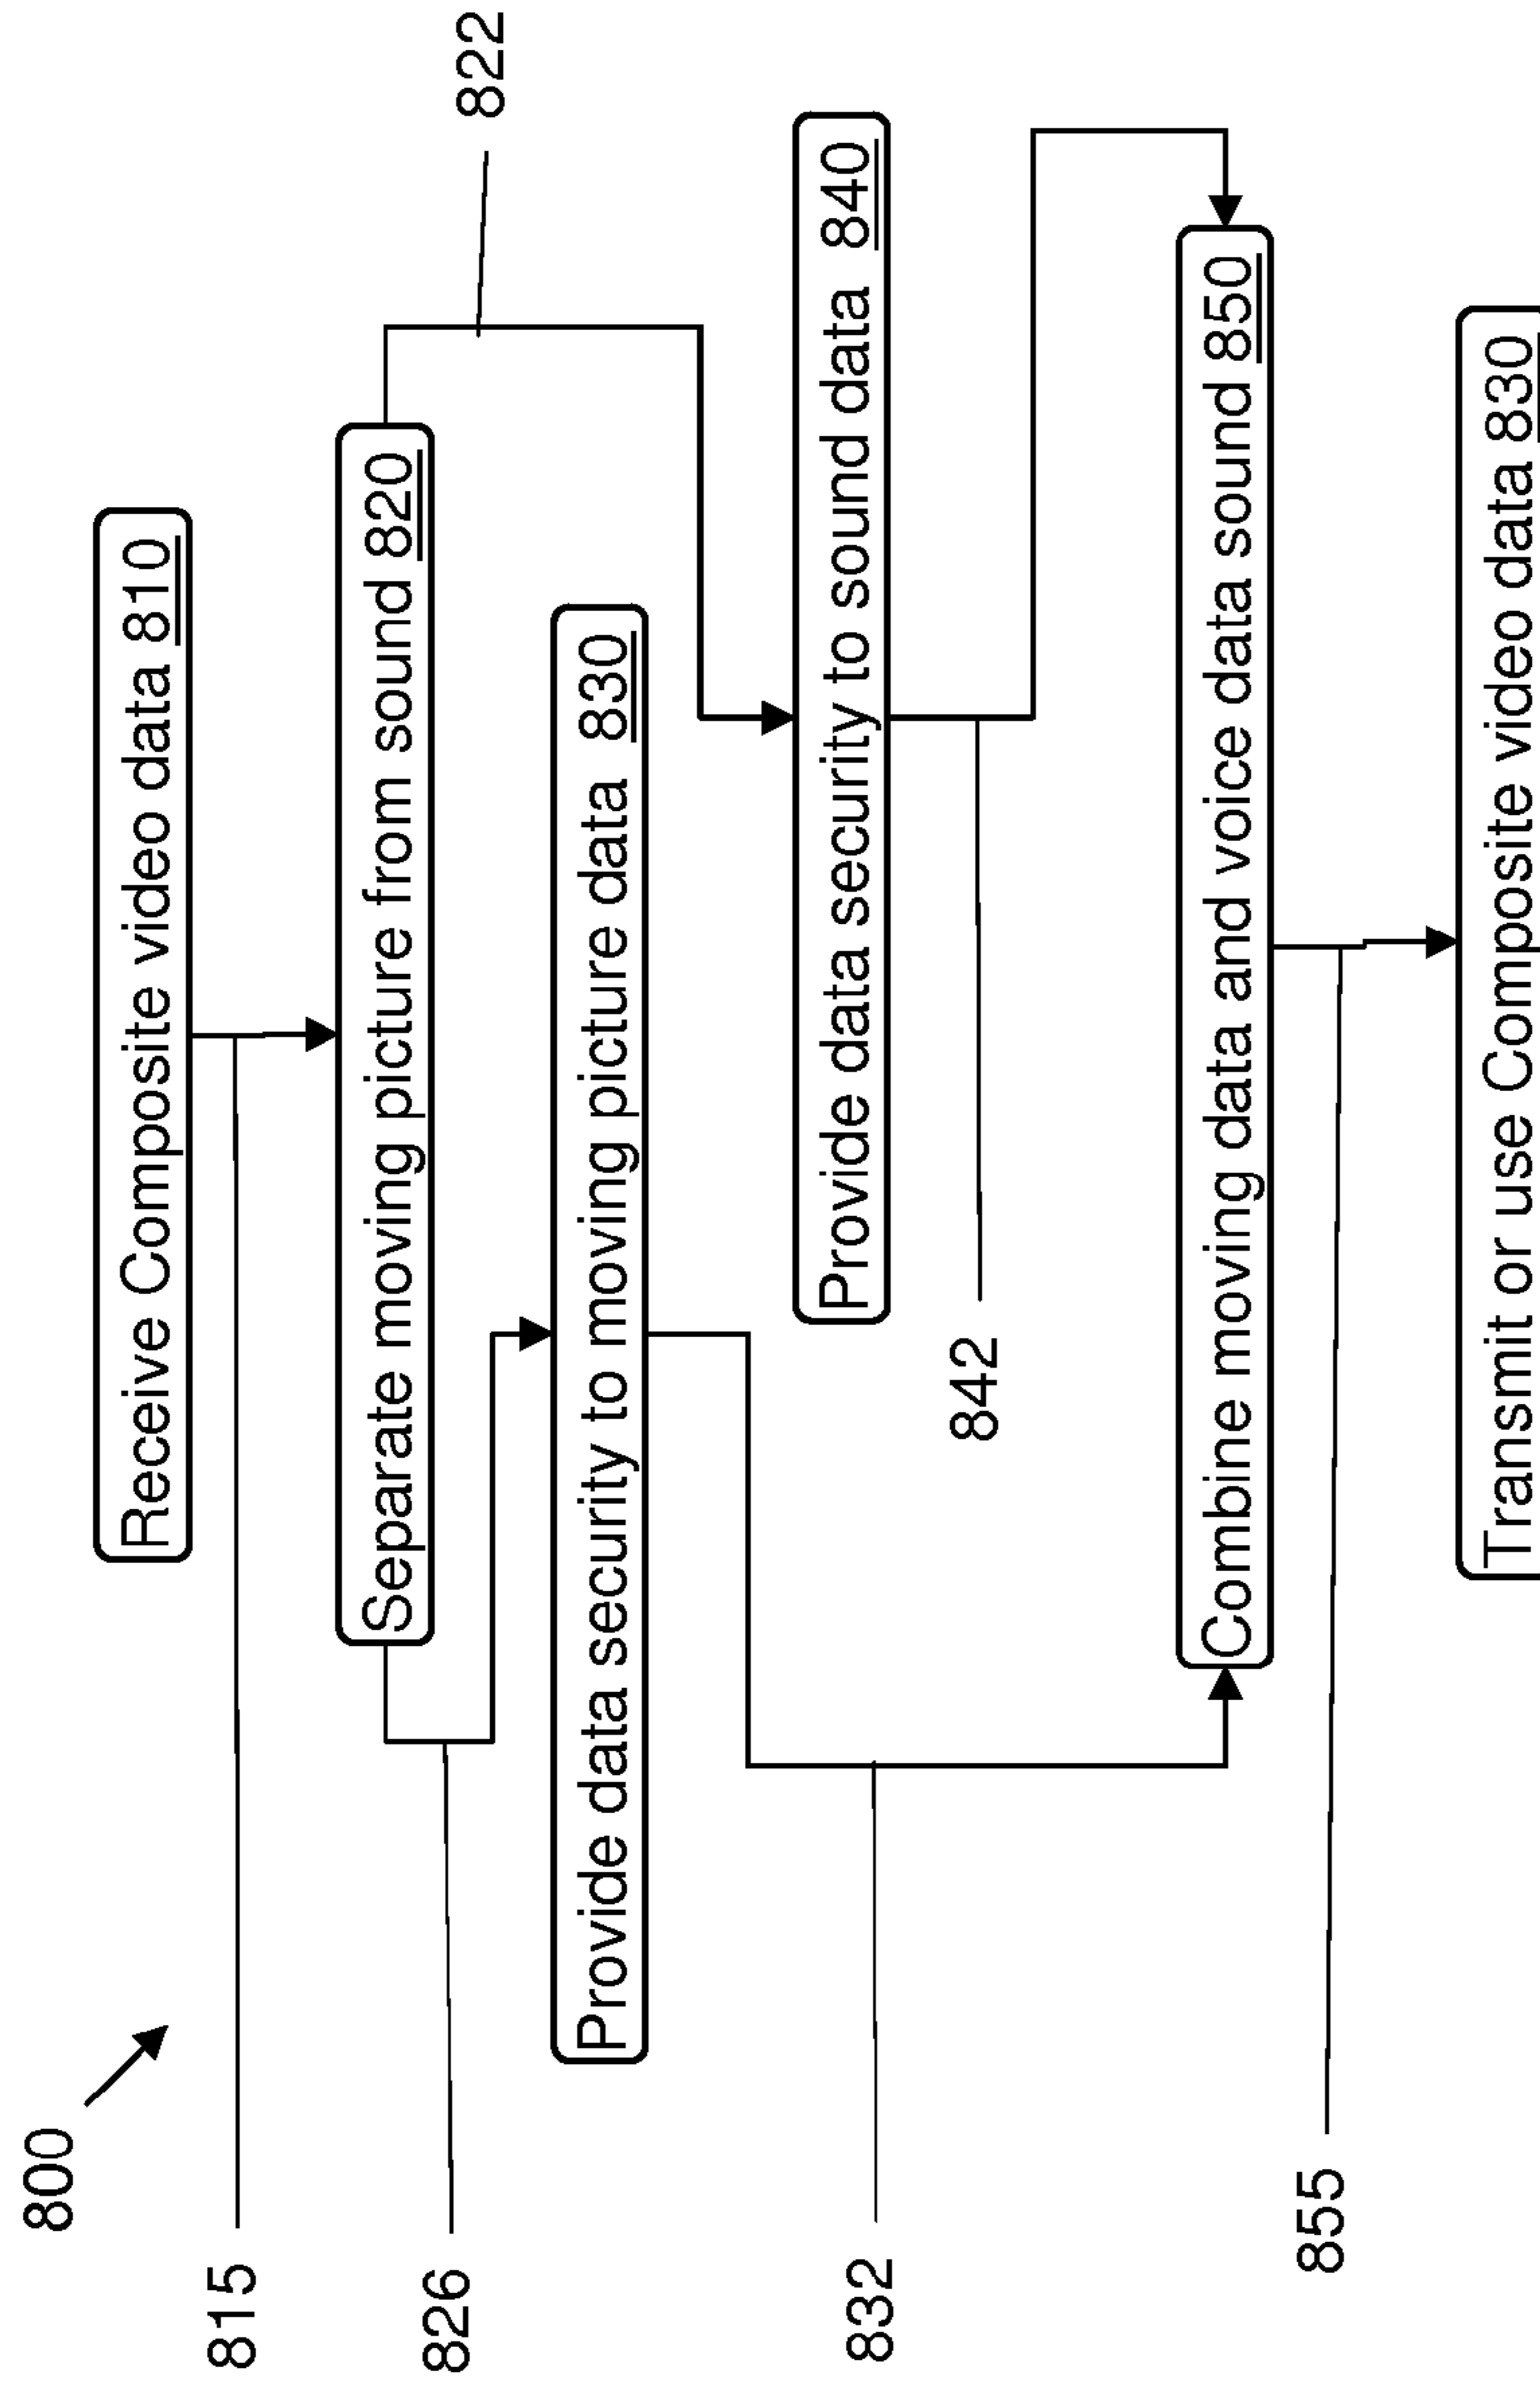 800
815
Receive Composite video data 810
822
Separate moving picture from sound 820
826
Provide data security to moving picture data 830
Provide data security to sound data 840
832
842
Combine moving data and voice data sound 850
855
Transmit or use Composite video data 830